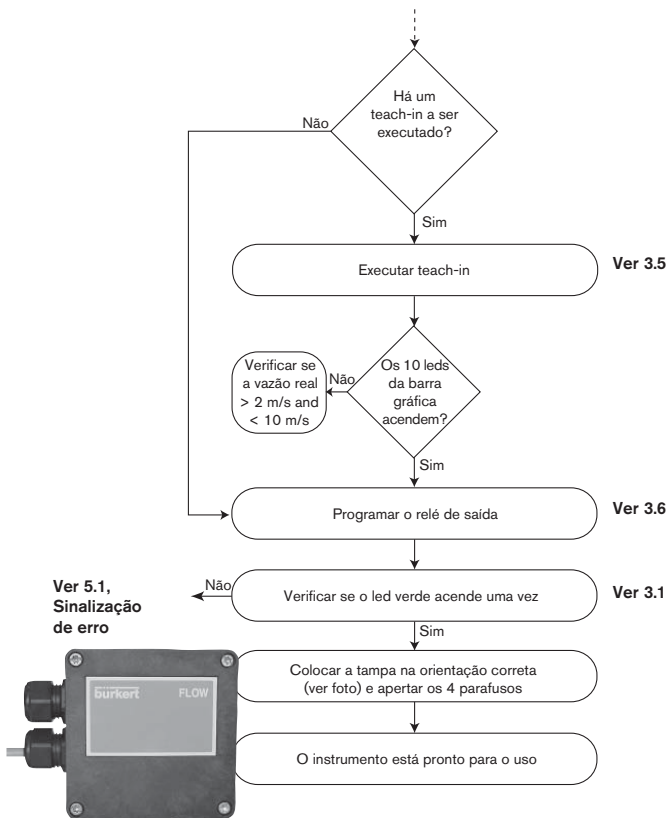 Há um
teach-in a ser
executado?
Não
Sim
Executar teach-in
Ver 3.5
Os 10 leds
da barra
gráfica
acendem?
Não
Verificar se
a vazão real
> 2 m/s and
< 10 m/s
Sim
Programar o relé de saída
Ver 3.6
Verificar se o led verde acende uma vez
Ver 3.1
Não
Ver 5.1,
Sinalização
de erro
Sim
Colocar a tampa na orientação correta
(ver foto) e apertar os 4 parafusos
O instrumento está pronto para o uso
burkert
FLOW